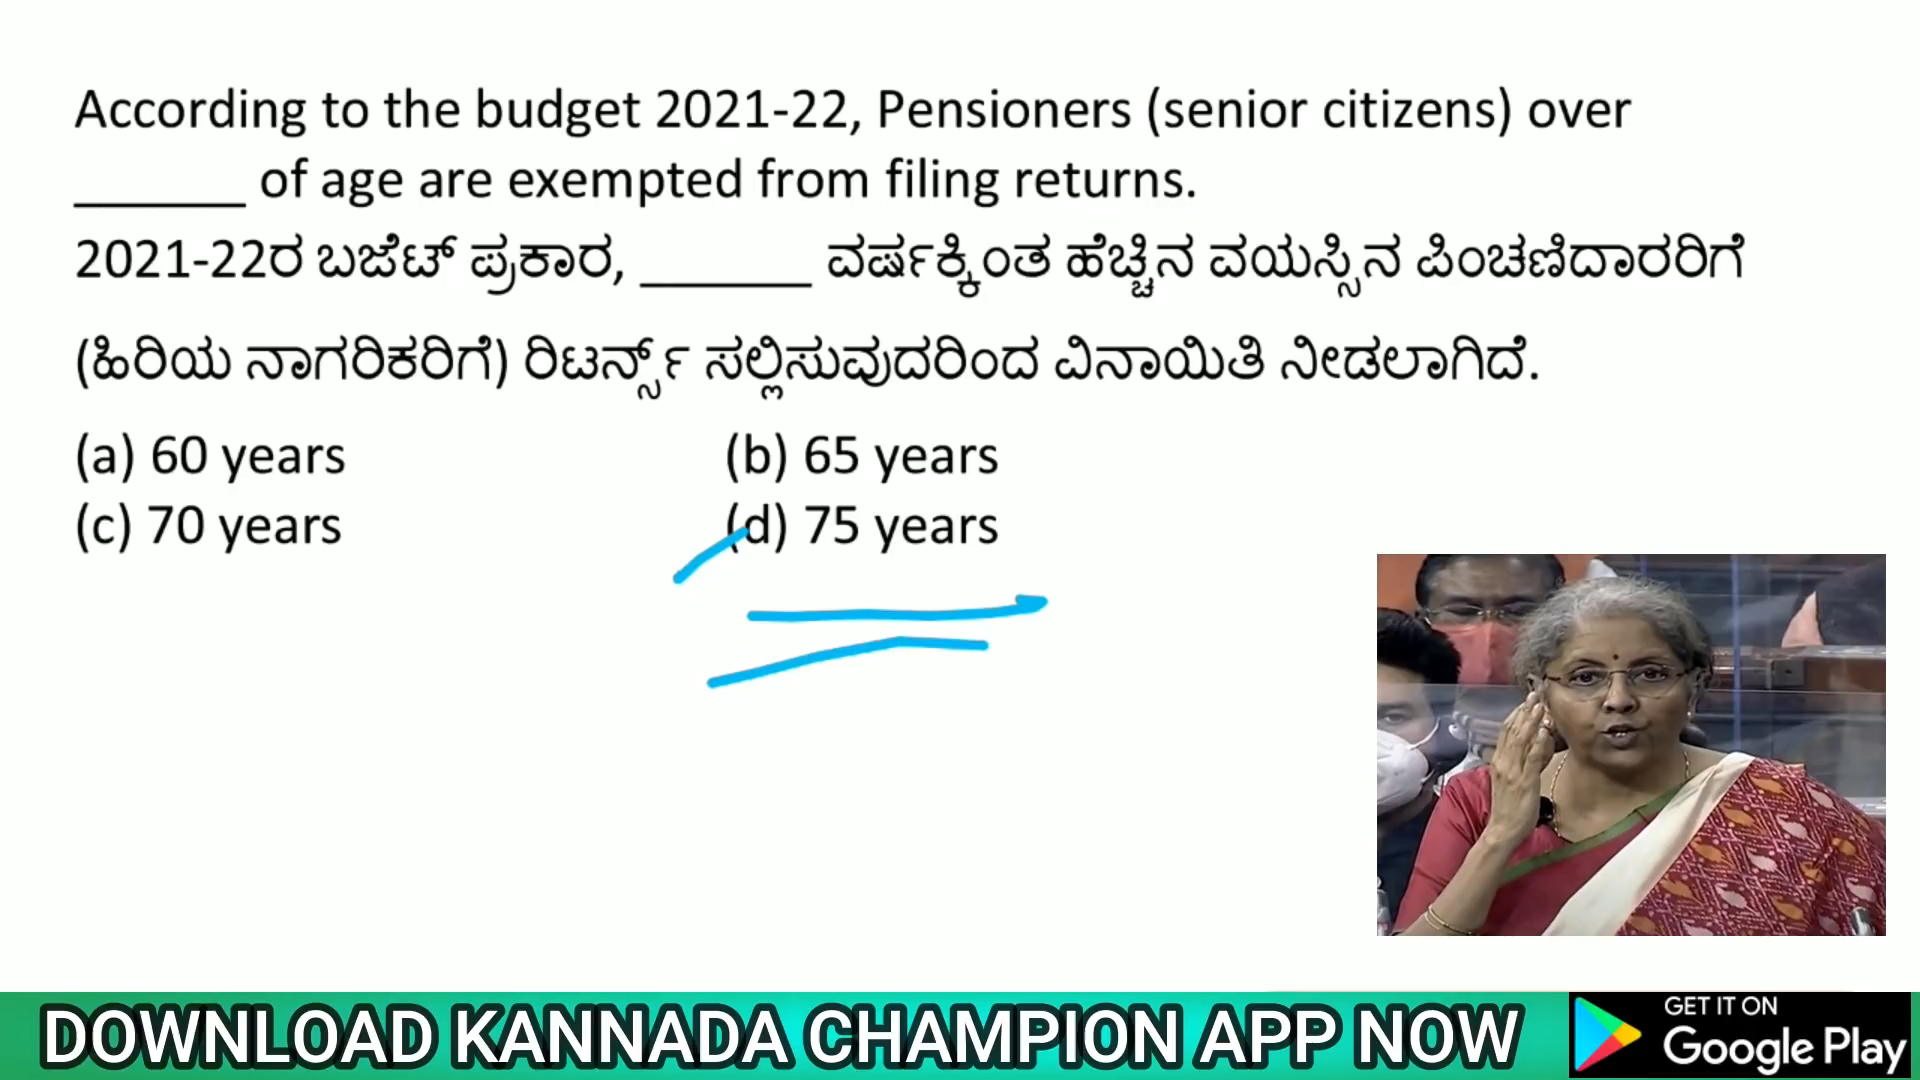 According to the budget 2021-22, Pensioners (senior citizens) over
______ of age are exempted from filing returns.
2021-22ರ ಬಜೆಟ್ ಪ್ರಕಾರ, ______ ವರ್ಷಕ್ಕಿಂತ ಹೆಚ್ಚಿನ ವಯಸ್ಸಿನ ಪಿಂಚಣಿದಾರರಿಗೆ
(ಹಿರಿಯ ನಾಗರಿಕರಿಗೆ) ರಿಟರ್ನ್ಸ್ ಸಲ್ಲಿಸುವುದರಿಂದ ವಿನಾಯಿತಿ ನೀಡಲಾಗಿದೆ.
(a) 60 years (b) 65 years
(c) 70 years (d) 75 years
DOWNLOAD KANNADA CHAMPION APP NOW
GET IT ON
Google Play